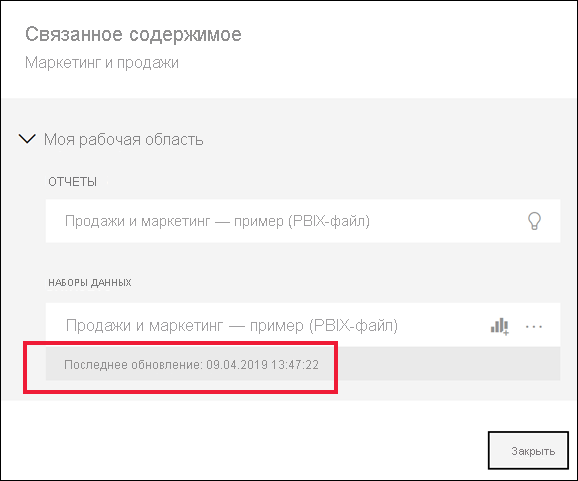 Связанное содержимое
Маркетинг и продажи
Моя рабочая область
ОТЧЕТЫ
Продажи и маркетинг — пример (PBIX-файл)
НАБОРЫ ДАННЫХ
Продажи и маркетинг — пример (PBIX-файл)
Последнее обновление: 09.04.2019 13:47:22
Закрыть